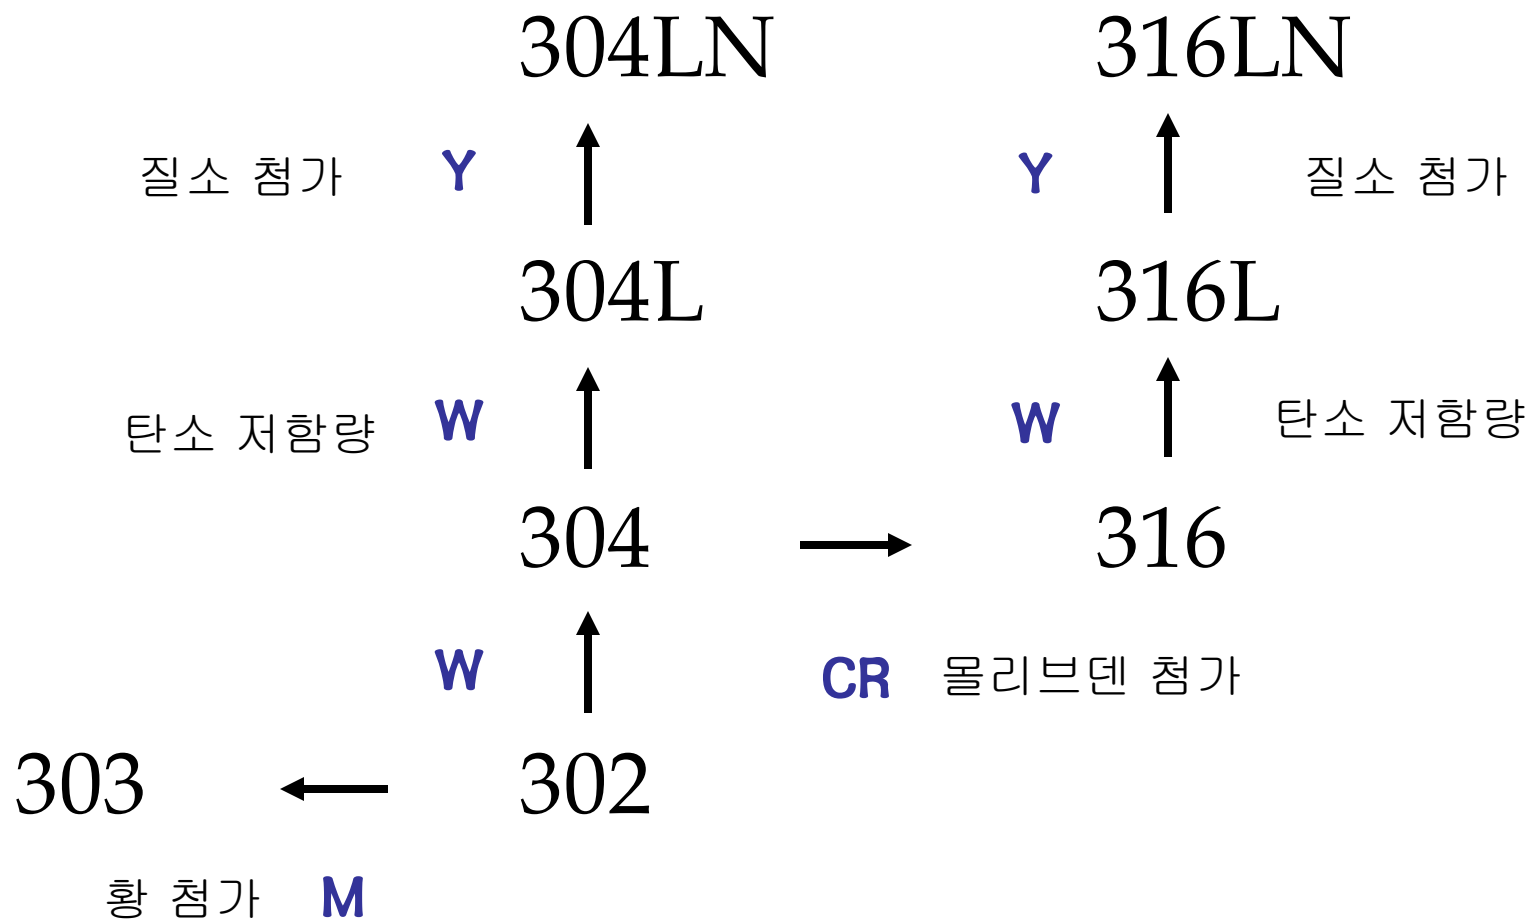 304LN 316LN
질소 첨가 Y Y 질소 첨가
304L 316L
탄소 저함량 W W 탄소 저함량
304 316
W CR 몰리브덴 첨가
303 302
황 첨가 M